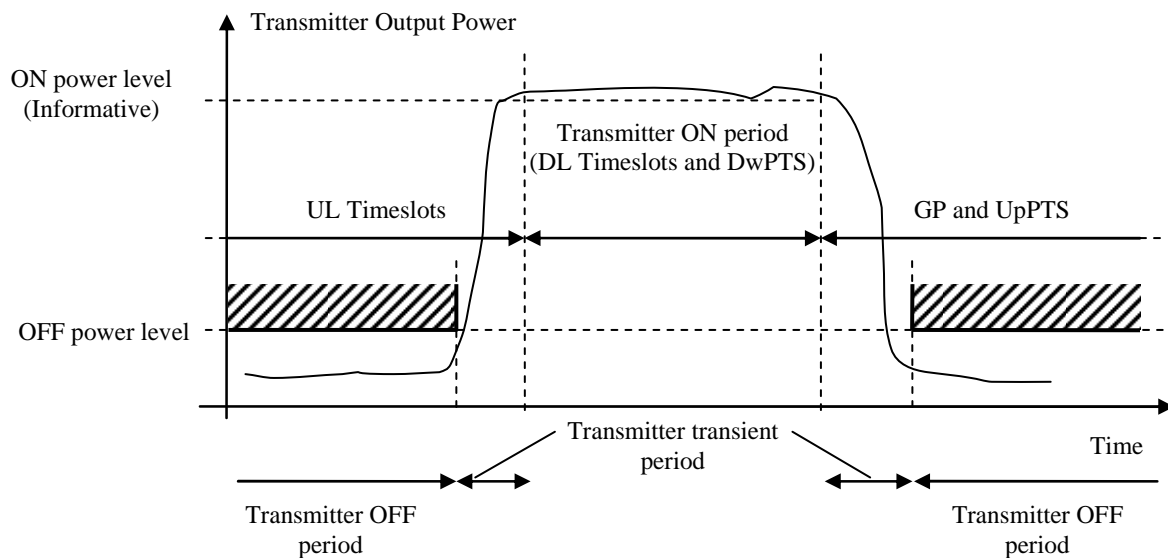 Transmitter Output Power
ON power level
(Informative)
Transmitter ON period
(DL Timeslots and DwPTS)
UL Timeslots
GP and UpPTS
OFF power level
Transmitter transient
period
Time
Transmitter OFF
period
Transmitter OFF
period